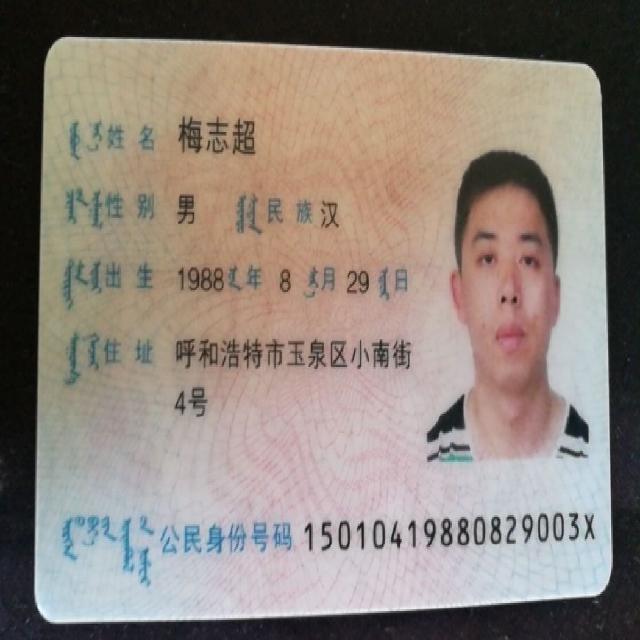 姓名 梅志超
性别 男 民族 汉
出生 1988 年 8 月 29 日
住址 呼和浩特市玉泉区小南街
4号
公民身份号码 15010419880829003X